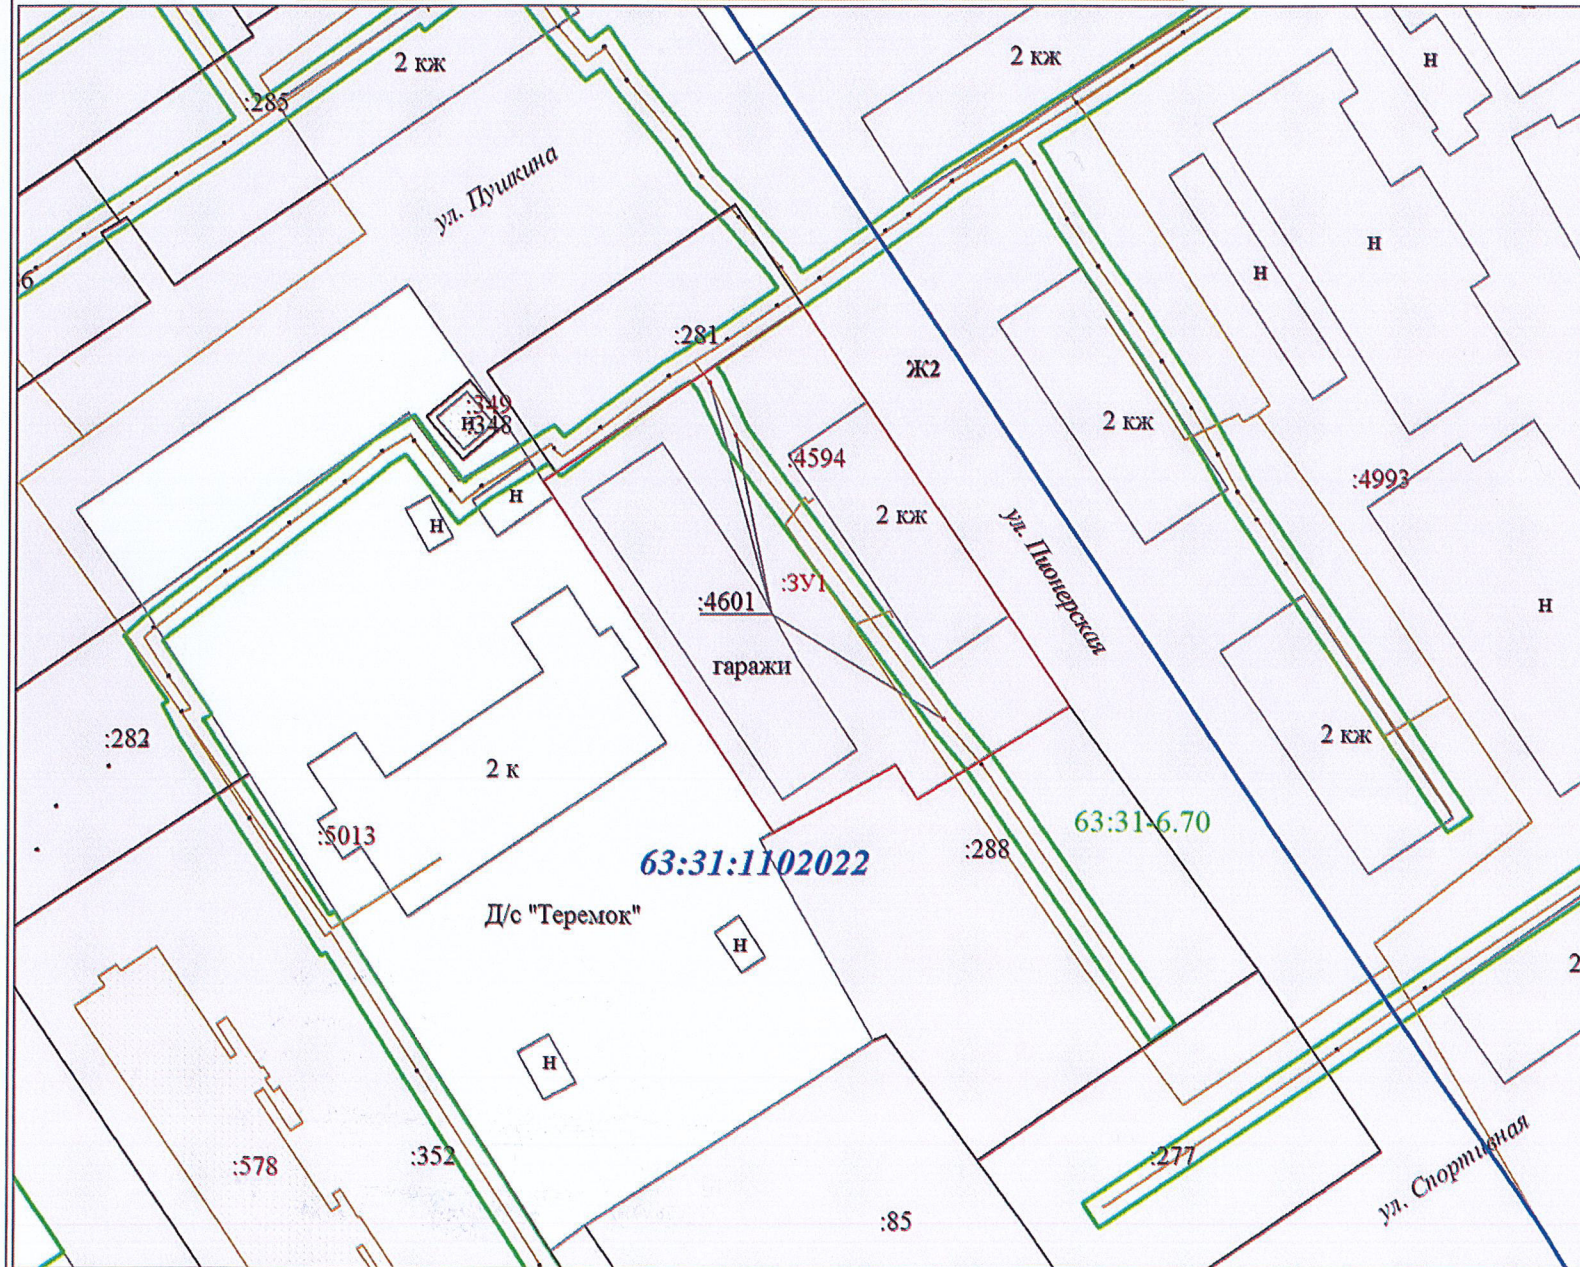 2 кж
2 кж
н
:285
ул. Пушкина
н
н
6
:281
Ж2
:349
н
:348
2 кж
:4594
:4993
н
н
2 кж
ул. Пионерская
:ЗУ1
:4601
н
гаражи
:282
2 кж
2 к
:5013
63:31-6.70
:288
63:31:1102022
Д/с "Теремок"
н
2
н
:352
:578
:277
ул. Спортивная
:85